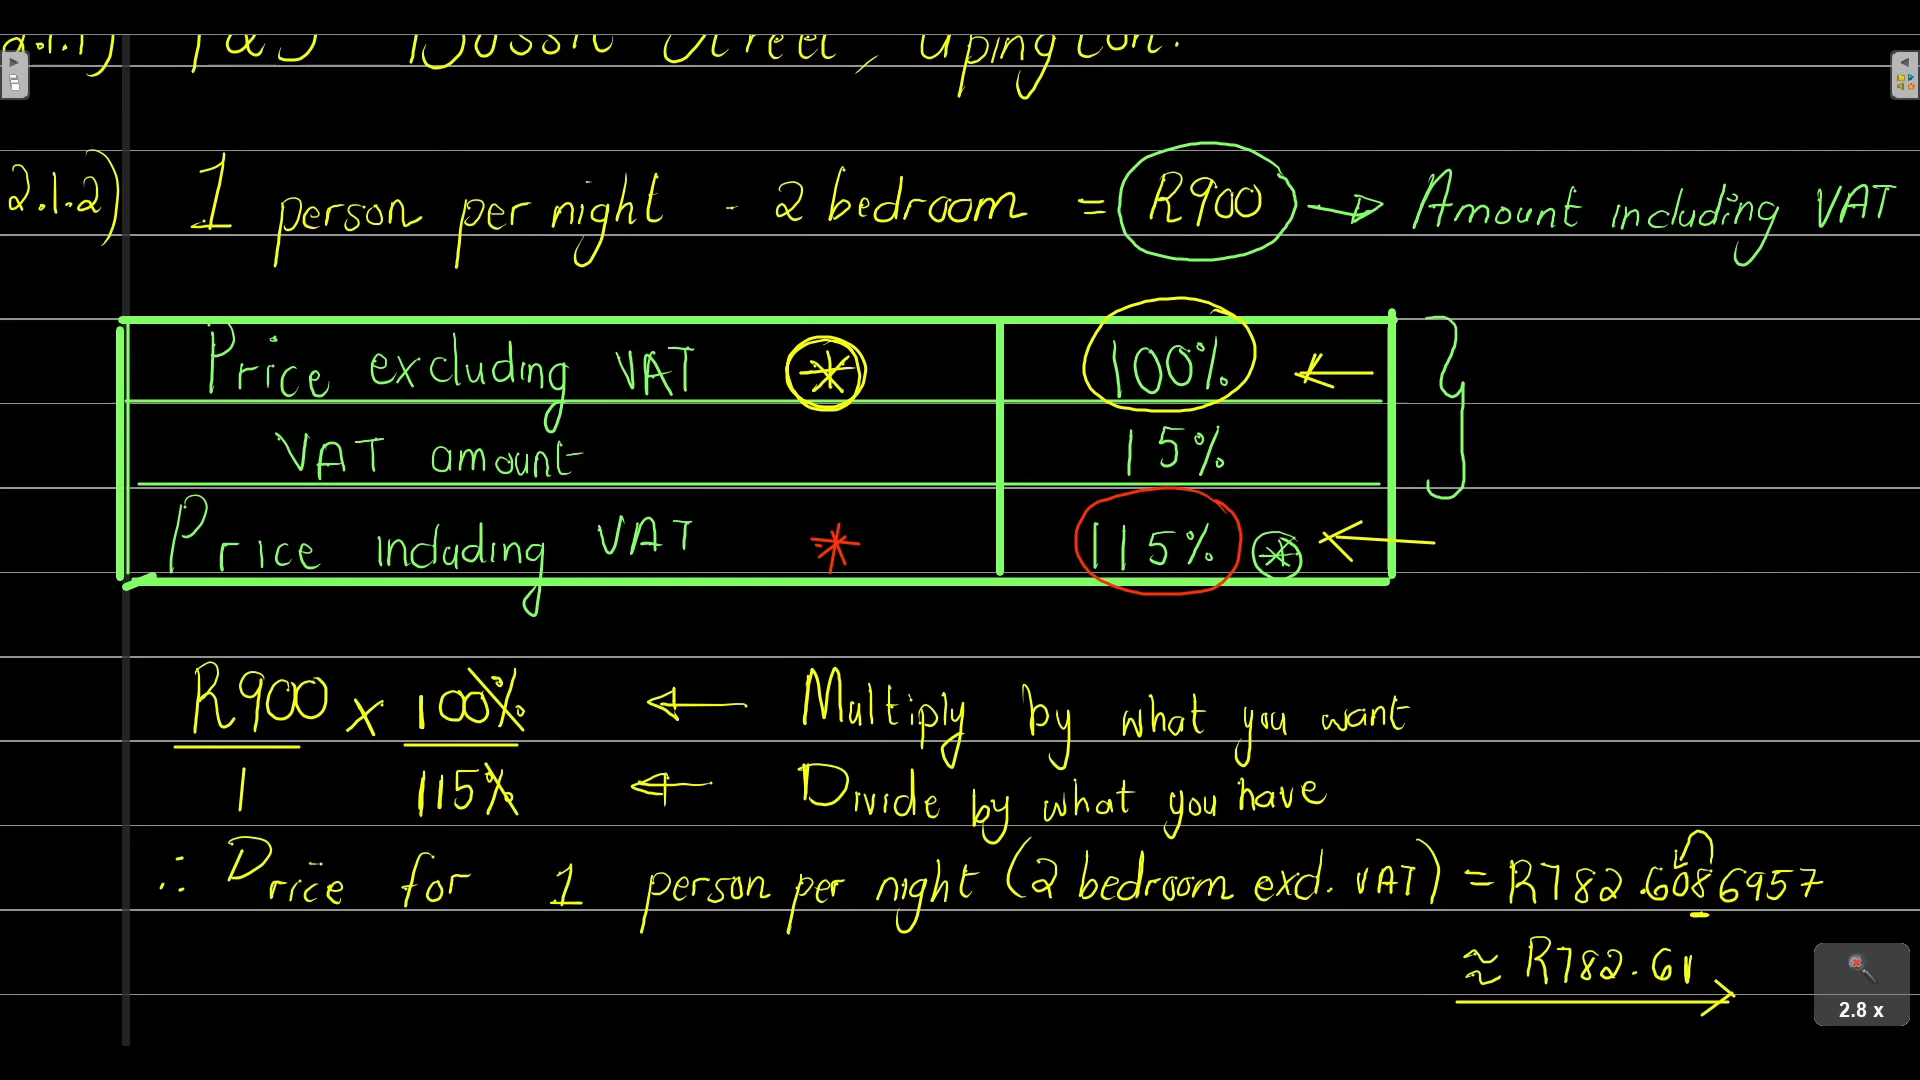 Street, Upington.
2.1.2) 1 person per night - 2 bedroom = R900 → Amount including VAT
Price excluding VAT * 100% ←
VAT amount 15%
Price including VAT * 115% * ←
R900 x 100% ← Multiply by what you want
1 115% ← Divide by what you have
∴ Price for 1 person per night (2 bedroom excl. VAT) = R782.6086957
≈ R782.61
2.8 x